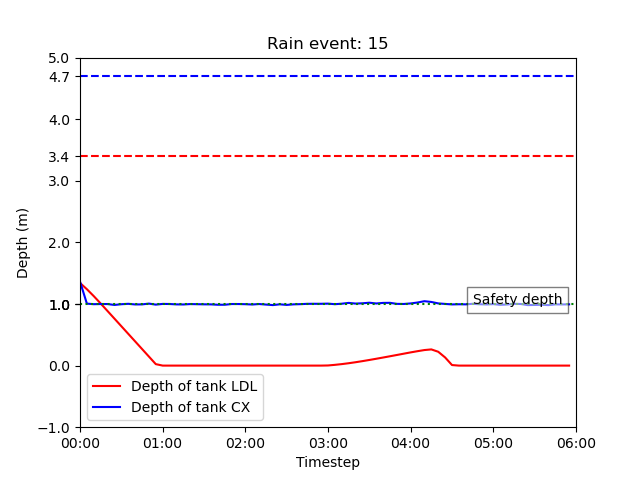 Rain event: 15
5.0
4.7
4.0
3.4
3.0
2.0
1.0
1.0
0.0
−1.0
Depth (m)
Safety depth
Depth of tank LDL
Depth of tank CX
00:00 01:00 02:00 03:00 04:00 05:00 06:00
Timestep